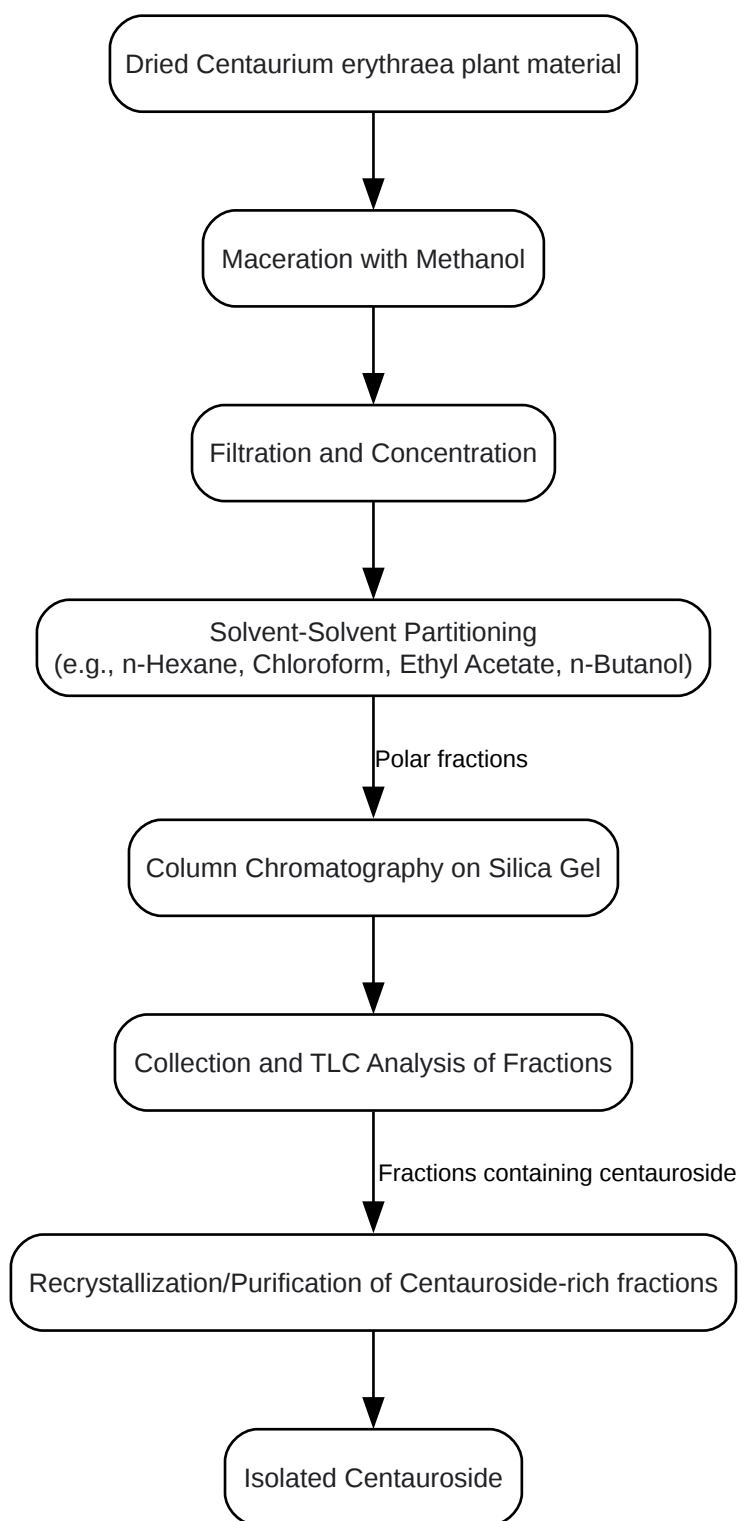 Dried Centaurium erythraea plant material
Maceration with Methanol
Filtration and Concentration
Solvent-Solvent Partitioning
(e.g., n-Hexane, Chloroform, Ethyl Acetate, n-Butanol)
Polar fractions
Column Chromatography on Silica Gel
Collection and TLC Analysis of Fractions
Fractions containing centauroside
Recrystallization/Purification of Centauroside-rich fractions
Isolated Centauroside